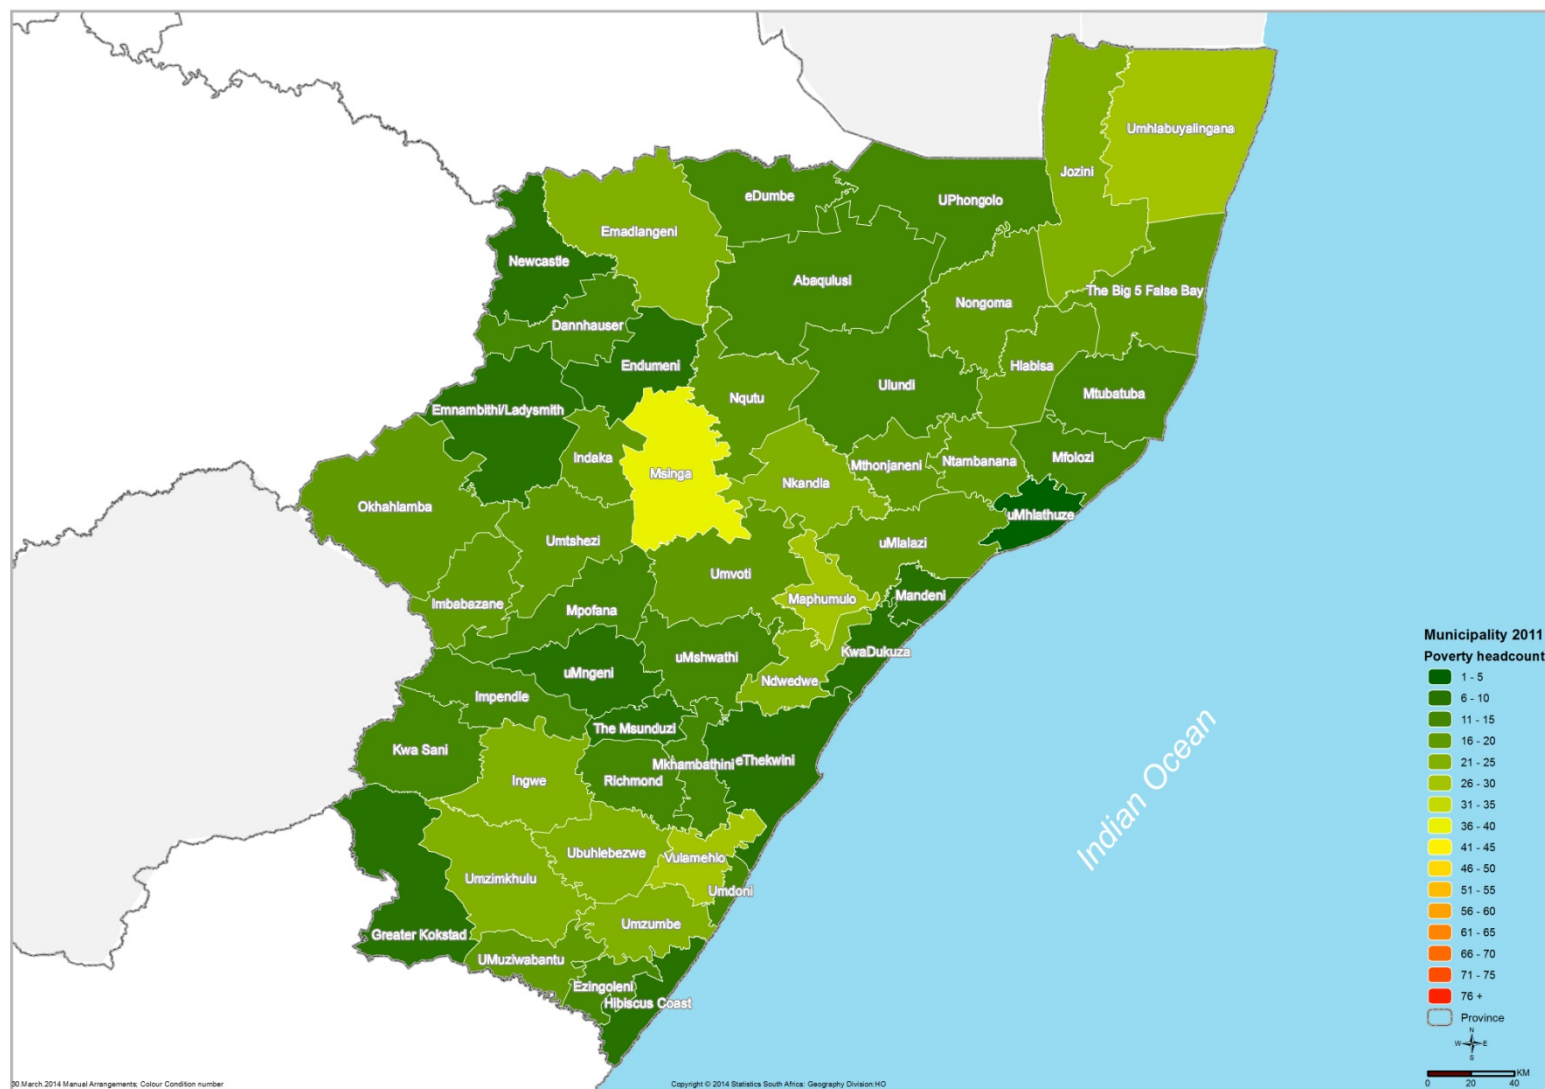 Umhlabuyalingana
Jozini
eDumbe
UPhongolo
Emadlangeni
Newcastle
Abaqulusi
The Big 5 False Bay
Nongoma
Dannhauser
Endumeni
Hlabisa
Ulundi
Mtubatuba
Nqutu
Emnambithi/Ladysmith
Indaka
Mthonjaneni
Ntambanana
Mfolozi
Msinga
Nkandla
Okhahlamba
uMhlathuze
Umtshezi
uMlalazi
Umvoti
Maphumulo
Mandeni
Imbabazane
Mpofana
KwaDukuza
uMshwathi
uMngeni
Ndwedwe
Impendle
The Msunduzi
Kwa Sani
Mkhambathini
eThekwini
Ingwe
Richmond
Ubuhlebezwe
Vulamehlo
Umzimkhulu
Umdoni
Umzumbe
Greater Kokstad
UMuziwabantu
Ezingoleni
Hibiscus Coast
Indian Ocean
Municipality 2011
Poverty headcount
1 - 5
6 - 10
11 - 15
16 - 20
21 - 25
26 - 30
31 - 35
36 - 40
41 - 45
46 - 50
51 - 55
56 - 60
61 - 65
66 - 70
71 - 75
76 +
Province
N
W E
S
KM
0 20 40
30.March.2014 Manual Arrangements; Colour Condition number
Copyright © 2014 Statistics South Africa: Geography Division:HO